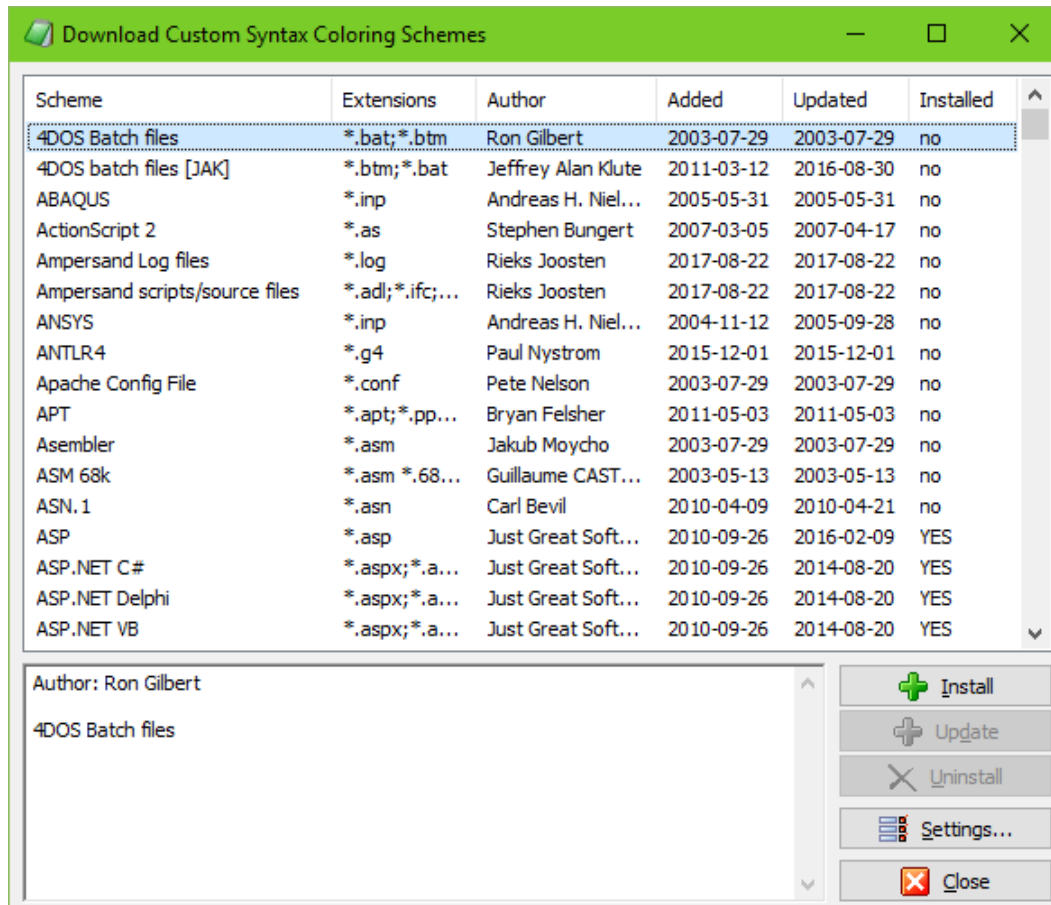 Download Custom Syntax Coloring Schemes
Scheme Extensions Author Added Updated Installed
4DOS Batch files *.bat;*.btm Ron Gilbert 2003-07-29 2003-07-29 no
4DOS batch files [JAK] *.btm;*.bat Jeffrey Alan Klute 2011-03-12 2016-08-30 no
ABAQUS *.inp Andreas H. Niel... 2005-05-31 2005-05-31 no
ActionScript 2 *.as Stephen Bungert 2007-03-05 2007-04-17 no
Ampersand Log files *.log Rieks Joosten 2017-08-22 2017-08-22 no
Ampersand scripts/source files *.adl;*.ifc;... Rieks Joosten 2017-08-22 2017-08-22 no
ANSYS *.inp Andreas H. Niel... 2004-11-12 2005-09-28 no
ANTLR4 *.g4 Paul Nystrom 2015-12-01 2015-12-01 no
Apache Config File *.conf Pete Nelson 2003-07-29 2003-07-29 no
APT *.apt;*.pp... Bryan Felsher 2011-05-03 2011-05-03 no
Asembler *.asm Jakub Moycho 2003-07-29 2003-07-29 no
ASM 68k *.asm *.68... Guillaume CAST... 2003-05-13 2003-05-13 no
ASN.1 *.asn Carl Bevil 2010-04-09 2010-04-21 no
ASP *.asp Just Great Soft... 2010-09-26 2016-02-09 YES
ASP.NET C# *.aspx;*.a... Just Great Soft... 2010-09-26 2014-08-20 YES
ASP.NET Delphi *.aspx;*.a... Just Great Soft... 2010-09-26 2014-08-20 YES
ASP.NET VB *.aspx;*.a... Just Great Soft... 2010-09-26 2014-08-20 YES
Author: Ron Gilbert
4DOS Batch files
Install
Update
Uninstall
Settings...
Close